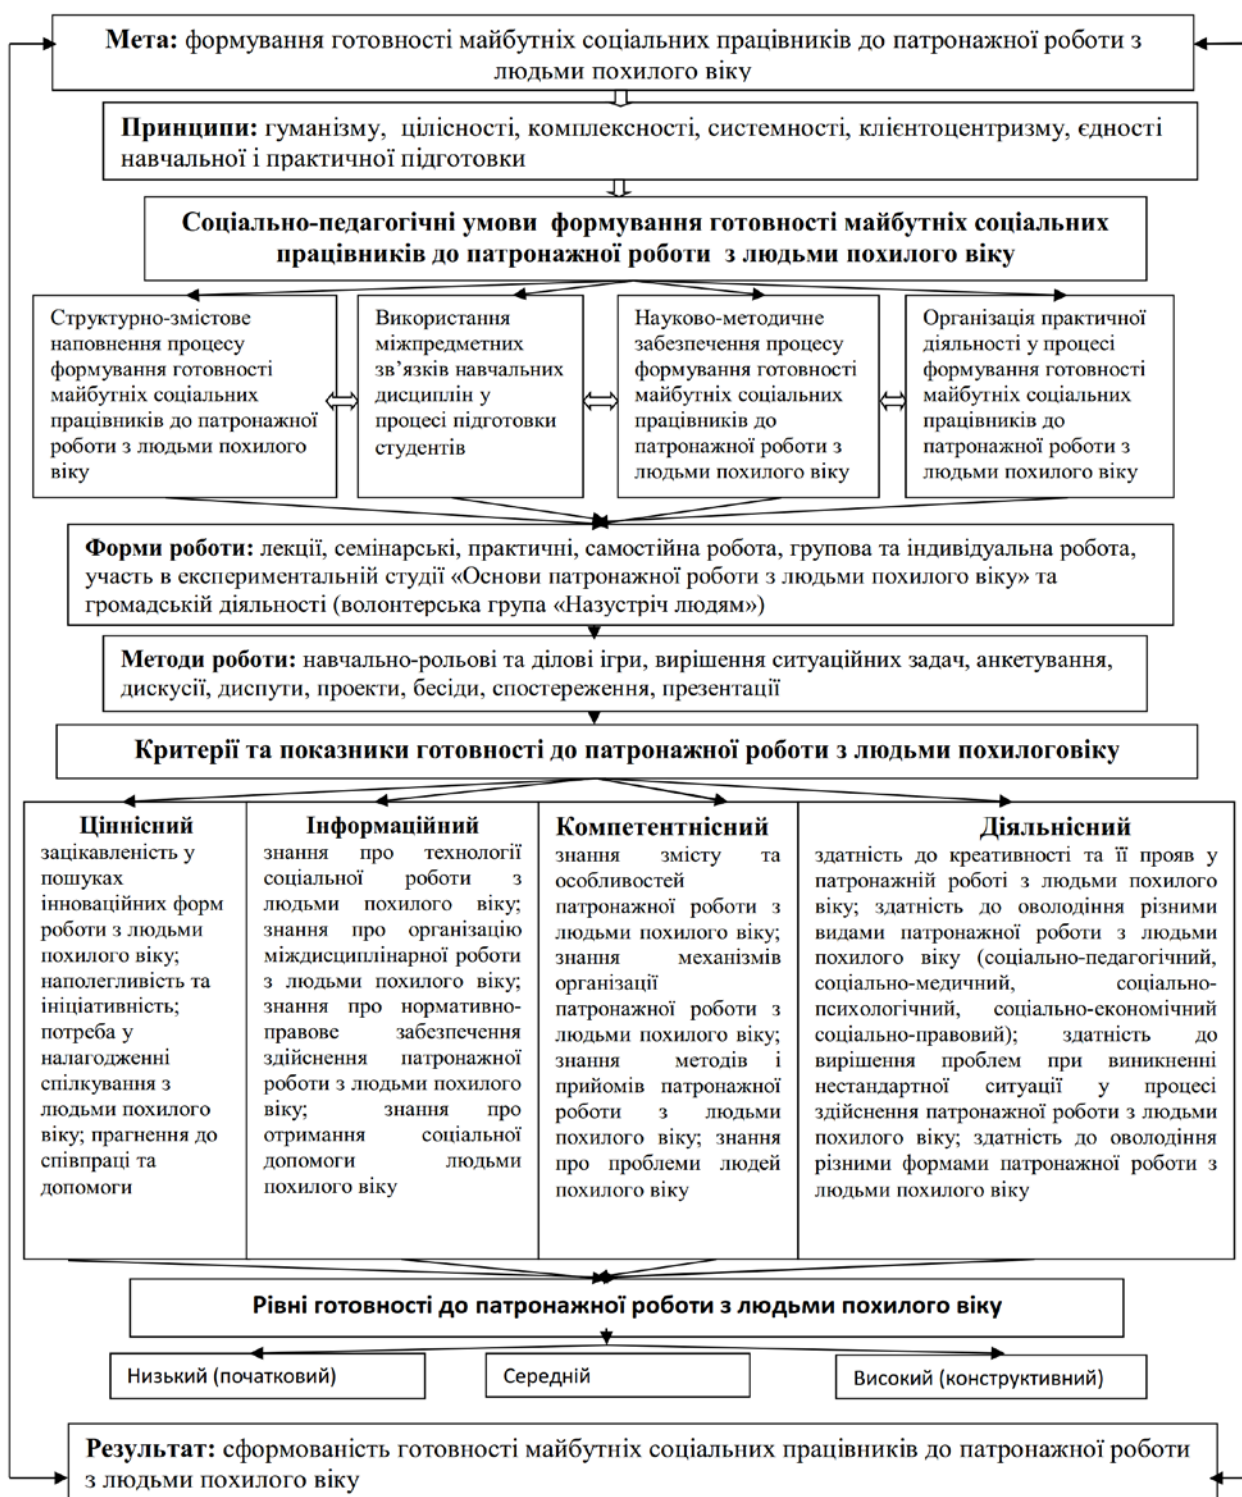 Мета: формування готовності майбутніх соціальних працівників до патронажної роботи з
людьми похилого віку
Принципи: гуманізму, цілісності, комплексності, системності, клієнтоцентризму, єдності
навчальної і практичної підготовки
Соціально-педагогічні умови формування готовності майбутніх соціальних
працівників до патронажної роботи з людьми похилого віку
Структурно-змістове
наповнення процесу
формування готовності
майбутніх соціальних
працівників до патронажної
роботи з людьми похилого
віку
Використання
міжпредметних
зв’язків навчальних
дисциплін у
процесі підготовки
студентів
Науково-методичне
забезпечення процесу
формування готовності
майбутніх соціальних
працівників до
патронажної роботи з
людьми похилого віку
Організація практичної
діяльності у процесі
формування готовності
майбутніх соціальних
працівників до
патронажної роботи з
людьми похилого віку
Форми роботи: лекції, семінарські, практичні, самостійна робота, групова та індивідуальна робота,
участь в експериментальній студії «Основи патронажної роботи з людьми похилого віку» та
громадській діяльності (волонтерська група «Назустріч людям»)
Методи роботи: навчально-рольові та ділові ігри, вирішення ситуаційних задач, анкетування,
дискусії, диспути, проекти, бесіди, спостереження, презентації
Критерії та показники готовності до патронажної роботи з людьми похилоговіку
Ціннісний
зацікавленість у
пошуках
інноваційних форм
роботи з людьми
похилого віку;
наполегливість та
ініціативність;
потреба у
налагодженні
спілкування з
людьми похилого
віку; прагнення до
співпраці та
допомоги
Інформаційний
знання про технології
соціальної роботи з
людьми похилого віку;
знання про організацію
міждисциплінарної роботи
з людьми похилого віку;
знання про нормативно-
правове забезпечення
здійснення патронажної
роботи з людьми похилого
віку; знання про
отримання соціальної
допомоги людьми
похилого віку
Компетентнісний
знання змісту та
особливостей
патронажної роботи з
людьми похилого віку;
знання механізмів
організації
патронажної роботи з
людьми похилого віку;
знання методів і
прийомів патронажної
роботи з людьми
похилого віку; знання
про проблеми людей
похилого віку
Діяльнісний
здатність до креативності та її прояв у
патронажній роботі з людьми похилого
віку; здатність до оволодіння різними
видами патронажної роботи з людьми
похилого віку (соціально-педагогічний,
соціально-медичний, соціально-
психологічний, соціально-економічний
соціально-правовий); здатність до
вирішення проблем при виникненні
нестандартної ситуації у процесі
здійснення патронажної роботи з людьми
похилого віку; здатність до оволодіння
різними формами патронажної роботи з
людьми похилого віку
Рівні готовності до патронажної роботи з людьми похилого віку
Низький (початковий)
Середній
Високий (конструктивний)
Результат: сформованість готовності майбутніх соціальних працівників до патронажної роботи
з людьми похилого віку